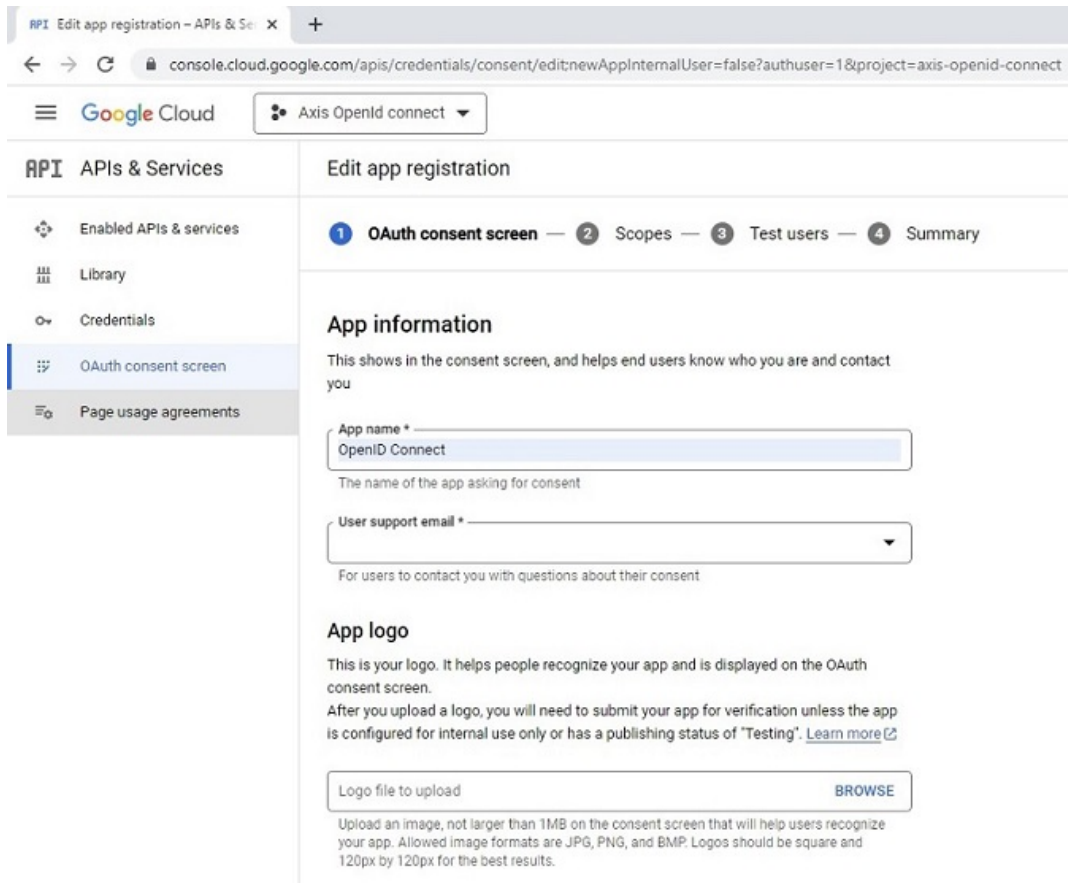 API Edit app registration – APIs & Se
console.cloud.google.com/apis/credentials/consent/edit;newAppInternalUser=false?authuser=1&project=axis-openid-connect
Google Cloud
Axis OpenId connect
API APIs & Services
Edit app registration
Enabled APIs & services
Library
Credentials
OAuth consent screen
Page usage agreements
1 OAuth consent screen — 2 Scopes — 3 Test users — 4 Summary
App information
This shows in the consent screen, and helps end users know who you are and contact
you
App name *
OpenID Connect
The name of the app asking for consent
User support email *
For users to contact you with questions about their consent
App logo
This is your logo. It helps people recognize your app and is displayed on the OAuth
consent screen.
After you upload a logo, you will need to submit your app for verification unless the app
is configured for internal use only or has a publishing status of "Testing". Learn more
Logo file to upload
BROWSE
Upload an image, not larger than 1MB on the consent screen that will help users recognize
your app. Allowed image formats are JPG, PNG, and BMP. Logos should be square and
120px by 120px for the best results.